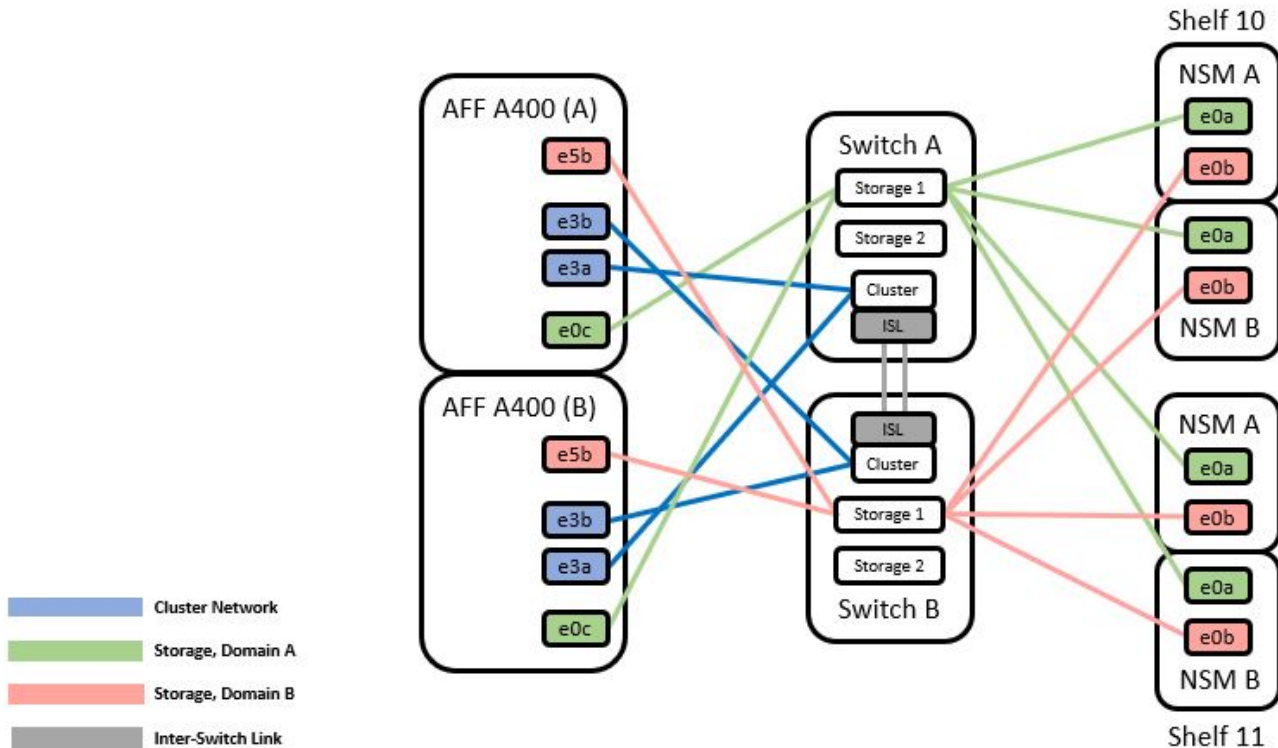 Shelf 10
AFF A400 (A)
e5b
e3b
e3a
e0c
AFF A400 (B)
e5b
e3b
e3a
e0c
Switch A
Storage 1
Storage 2
Cluster
ISL
ISL
Cluster
Storage 1
Storage 2
Switch B
NSM A
e0a
e0b
e0a
e0b
NSM B
NSM A
e0a
e0b
e0a
e0b
NSM B
Shelf 11
Cluster Network
Storage, Domain A
Storage, Domain B
Inter-Switch Link